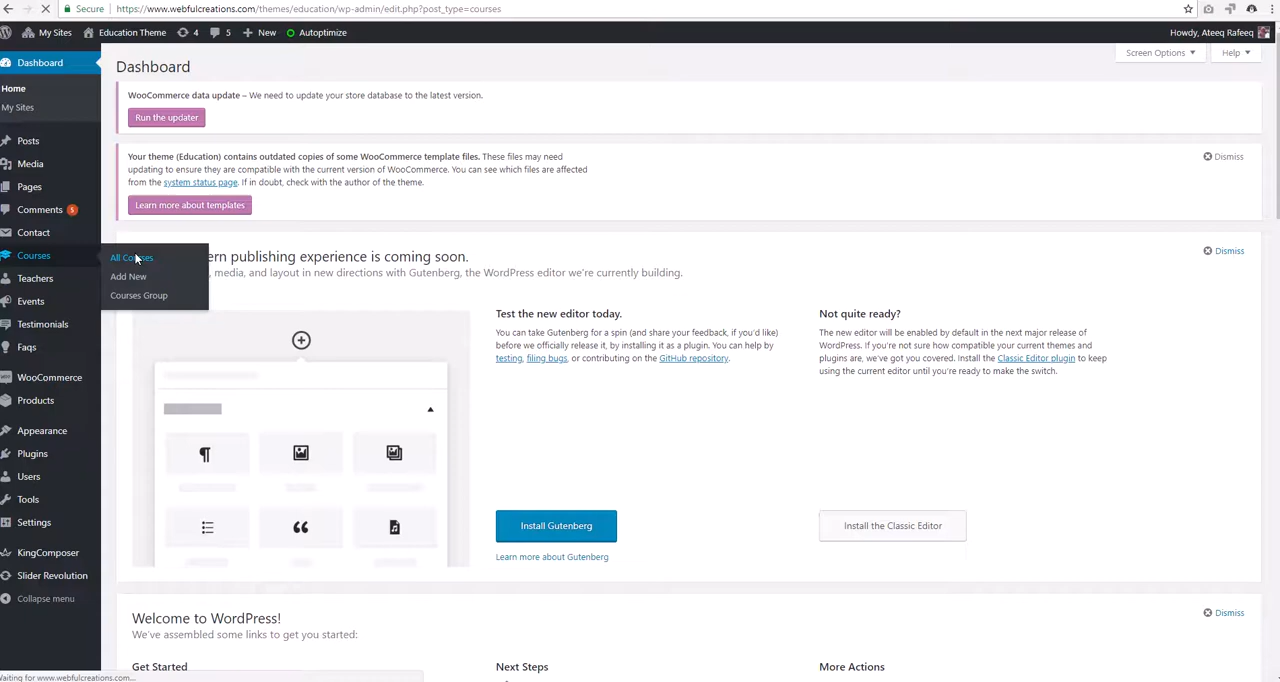 Secure
https://www.webfulcreations.com/themes/education/wp-admin/edit.php?post_type=courses
My Sites
Education Theme
4
5
New
Autoptimize
Howdy, Ateeq Rafeeq
Screen Options
Help
Dashboard
Home
My Sites
Posts
Media
Pages
Comments 5
Contact
Courses
All Courses
Add New
Courses Group
Teachers
Events
Testimonials
Faqs
WooCommerce
Products
Appearance
Plugins
Users
Tools
Settings
KingComposer
Slider Revolution
Collapse menu
Waiting for www.webfulcreations.com...
Dashboard
WooCommerce data update – We need to update your store database to the latest version.
Run the updater
Your theme (Education) contains outdated copies of some WooCommerce template files. These files may need
updating to ensure they are compatible with the current version of WooCommerce. You can see which files are affected
from the system status page. If in doubt, check with the author of the theme.
Dismiss
Learn more about templates
publishing experience is coming soon.
, media, and layout in new directions with Gutenberg, the WordPress editor we're currently building.
Dismiss
Test the new editor today.
You can take Gutenberg for a spin (and share your feedback, if you'd like)
before we officially release it, by installing it as a plugin. You can help by
testing, filing bugs, or contributing on the GitHub repository.
Install Gutenberg
Learn more about Gutenberg
Not quite ready?
The new editor will be enabled by default in the next major release of
WordPress. If you're not sure how compatible your current themes and
plugins are, we've got you covered. Install the Classic Editor plugin to keep
using the current editor until you're ready to make the switch.
Install the Classic Editor
Welcome to WordPress!
We've assembled some links to get you started:
Dismiss
Get Started
Next Steps
More Actions